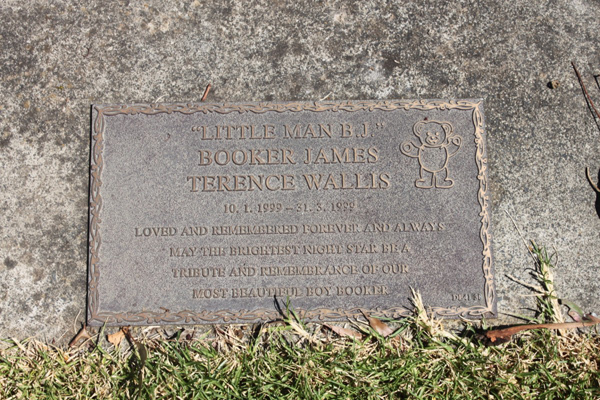 "LITTLE MAN B.J"
BOOKER JAMES
TERENCE WALLIS
10. 1. 1999 – 31. 3. 1999
LOVED AND REMEMBERED FOREVER AND ALWAYS
MAY THE BRIGHTEST NIGHT STAR BE A
TRIBUTE AND REMEMBRANCE OF OUR
MOST BEAUTIFUL BOY BOOKER